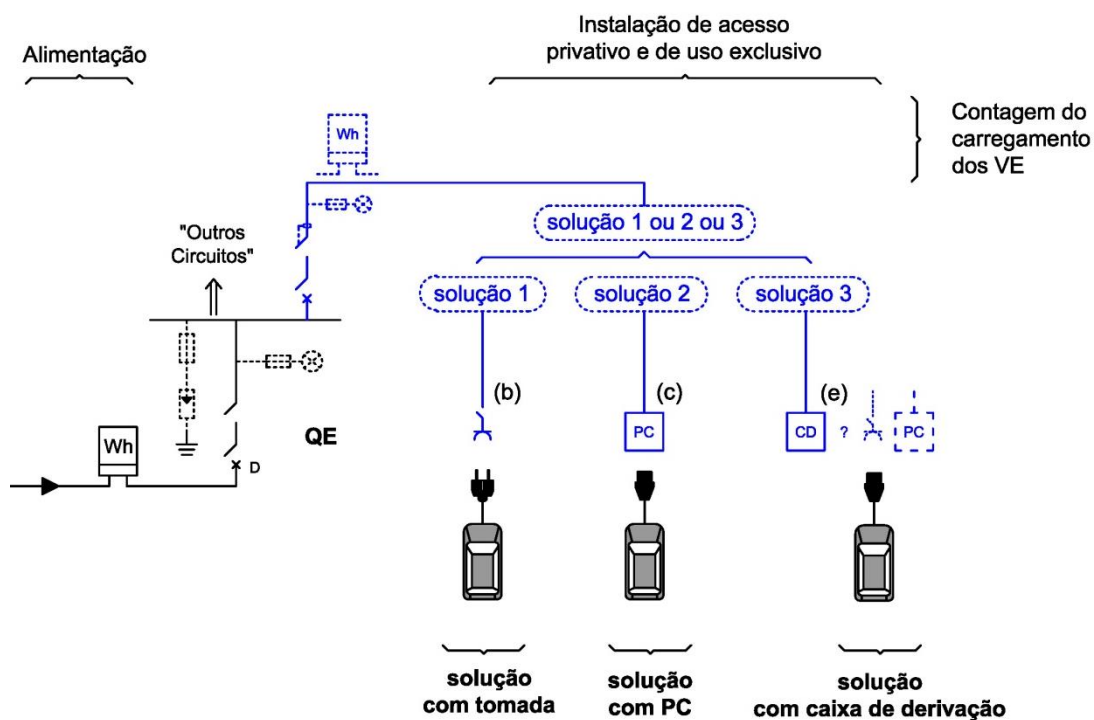 Instalação de acesso
privativo e de uso exclusivo
Alimentação
Contagem do
carregamento
dos VE
Wh
solução 1 ou 2 ou 3
"Outros
Circuitos"
solução 1
solução 2
solução 3
(b)
(c)
(e)
QE
PC
CD
?
PC
Wh
D
solução
com tomada
solução
com PC
solução
com caixa de derivação